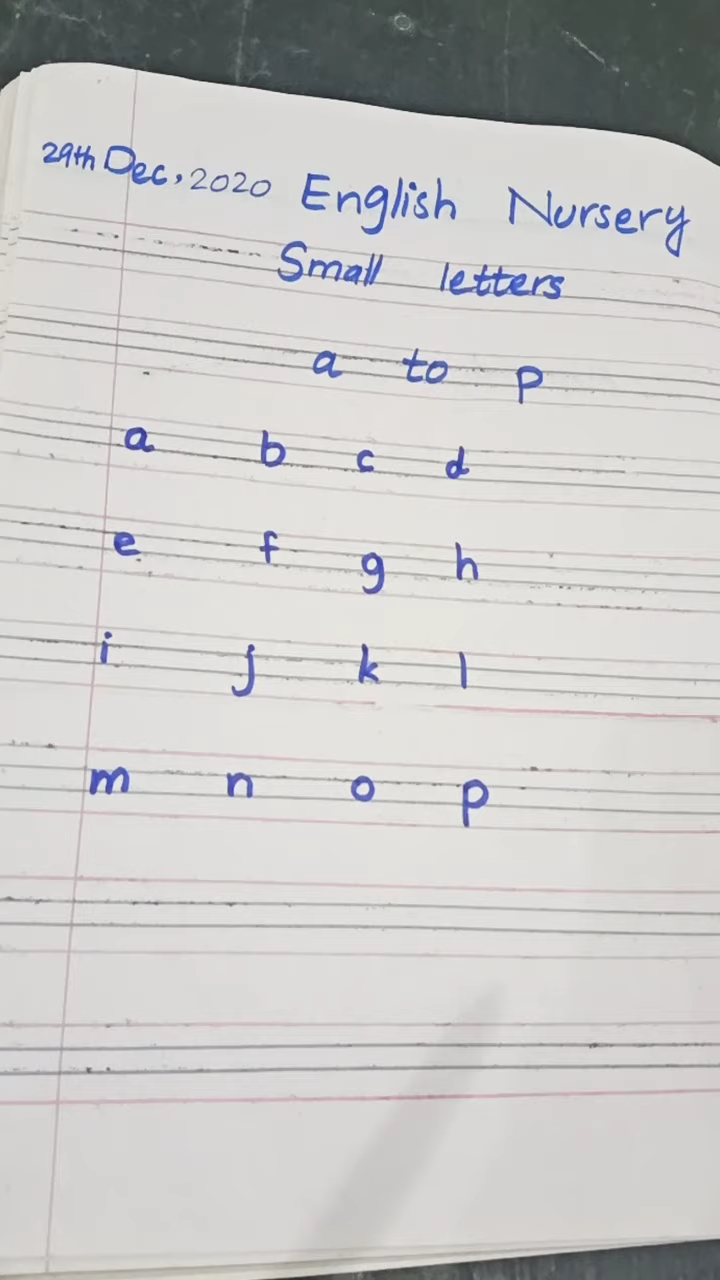 29th Dec, 2020 English Nursery
Small letters
a to p
a b c d
e f g h
i j k l
m n o p